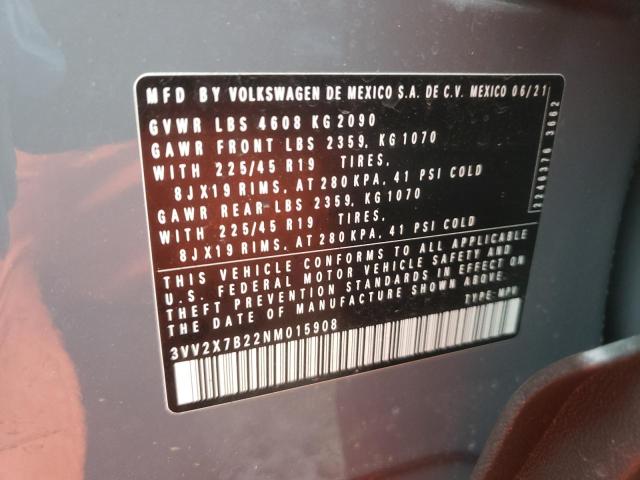 MFD BY VOLKSWAGEN DE MEXICO S.A. DE C.V. MEXICO 06/21
GVWR LBS 4608 KG 2090
GAWR FRONT LBS 2359, KG 1070
WITH 225/45 R19 TIRES,
8JX19 RIMS, AT 280 KPA, 41 PSI COLD
GAWR REAR LBS 2359, KG 1070
WITH 225/45 R19 TIRES,
8JX19 RIMS, AT 280 KPA, 41 PSI COLD
THIS VEHICLE CONFORMS TO ALL APPLICABLE
U.S. FEDERAL MOTOR VEHICLE SAFETY AND
THEFT PREVENTION STANDARDS IN EFFECT ON
THE DATE OF MANUFACTURE SHOWN ABOVE.
TYPE: MPV
3VV2X7B22NM015908
3662